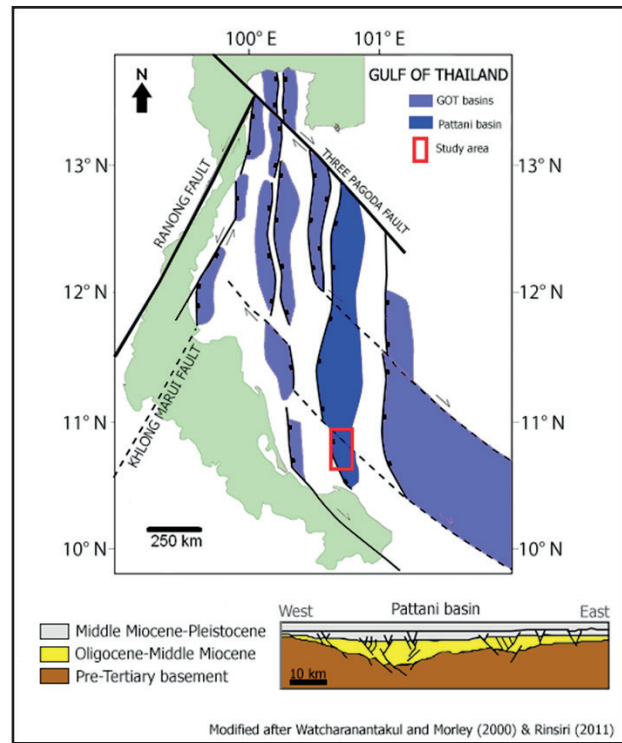 100° E
101° E
N
GULF OF THAILAND
GOT basins
Pattani basin
Study area
13° N
13° N
RANONG FAULT
THREE PAGODA FAULT
12° N
12° N
KHLONG MARUI FAULT
11° N
11° N
250 km
10° N
10° N
West
Pattani basin
East
Middle Miocene-Pleistocene
Oligocene-Middle Miocene
Pre-Tertiary basement
10 km
Modified after Watcharanantakul and Morley (2000) & Rinsiri (2011)